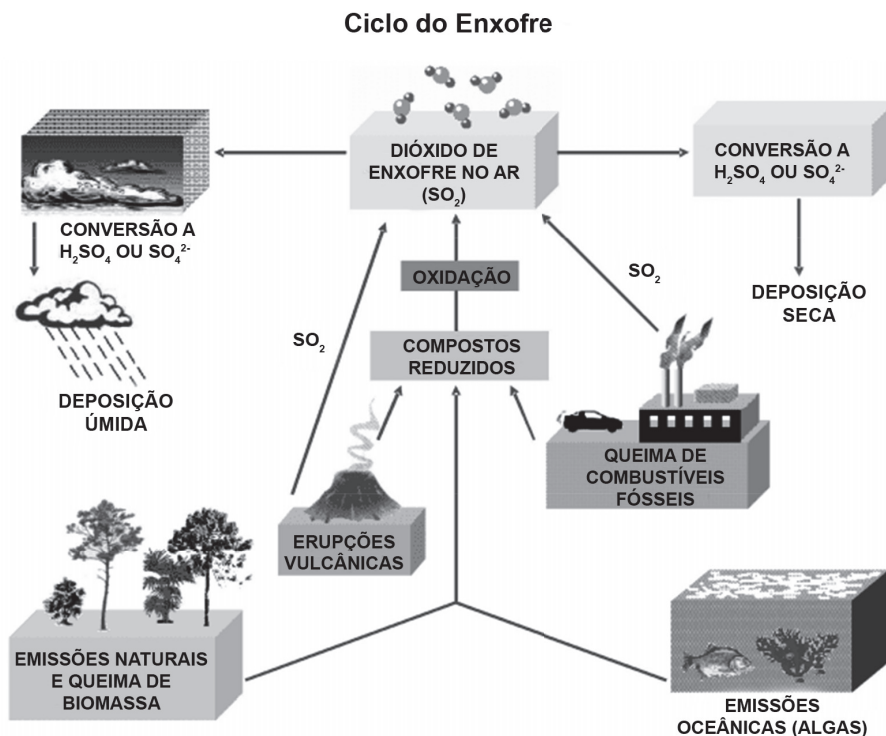 Ciclo do Enxofre
DIÓXIDO DE
ENXOFRE NO AR
(SO₂)
CONVERSÃO A
H₂SO₄ OU SO₄²⁻
CONVERSÃO A
H₂SO₄ OU SO₄²⁻
OXIDAÇÃO
SO₂
DEPOSIÇÃO
SECA
SO₂
COMPOSTOS
REDUZIDOS
DEPOSIÇÃO
ÚMIDA
QUEIMA DE
COMBUSTÍVEIS
FÓSSEIS
ERUPÇÕES
VULCÂNICAS
EMISSÕES NATURAIS
E QUEIMA DE
BIOMASSA
EMISSÕES
OCEÂNICAS (ALGAS)